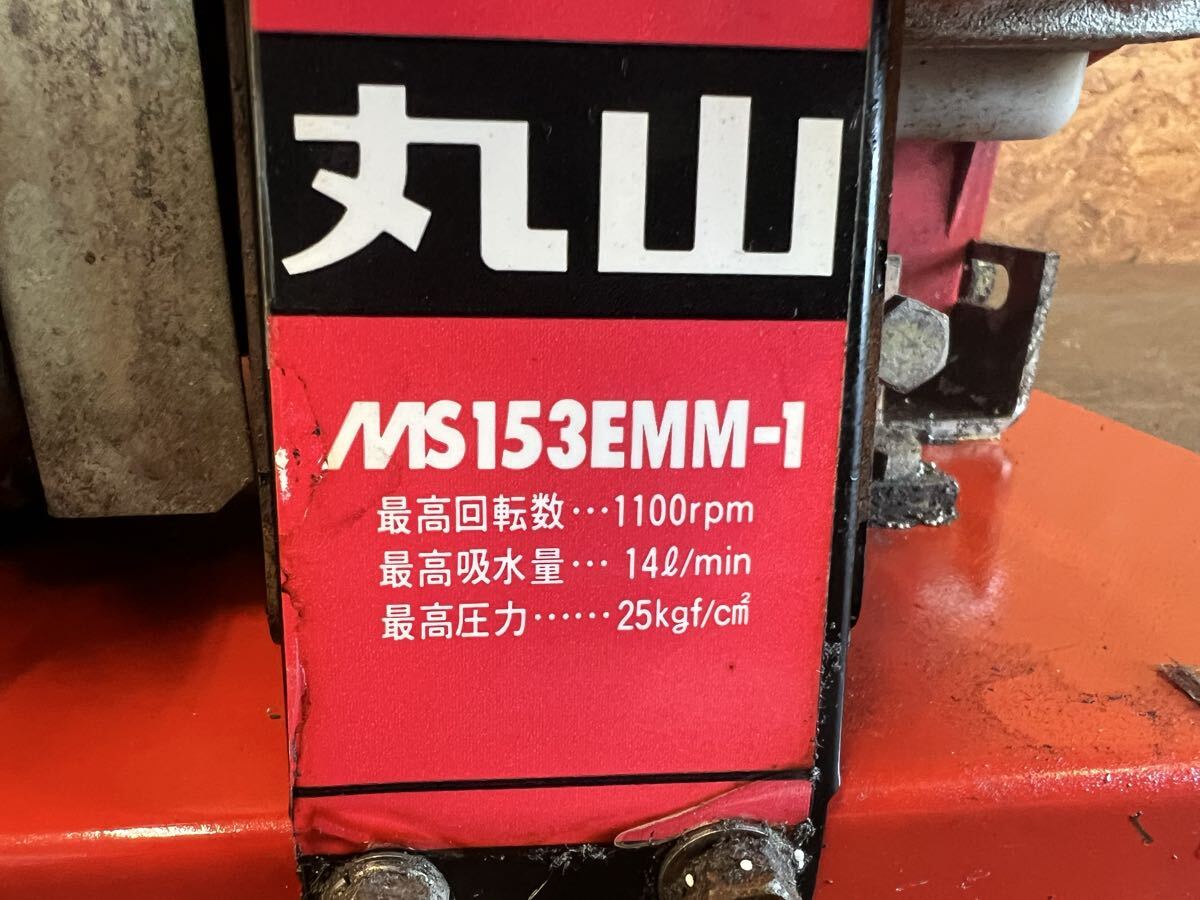 丸山
MS153EMM-1
最高回転数…1100rpm
最高吸水量… 14ℓ/min
最高圧力……25kgf/cm²